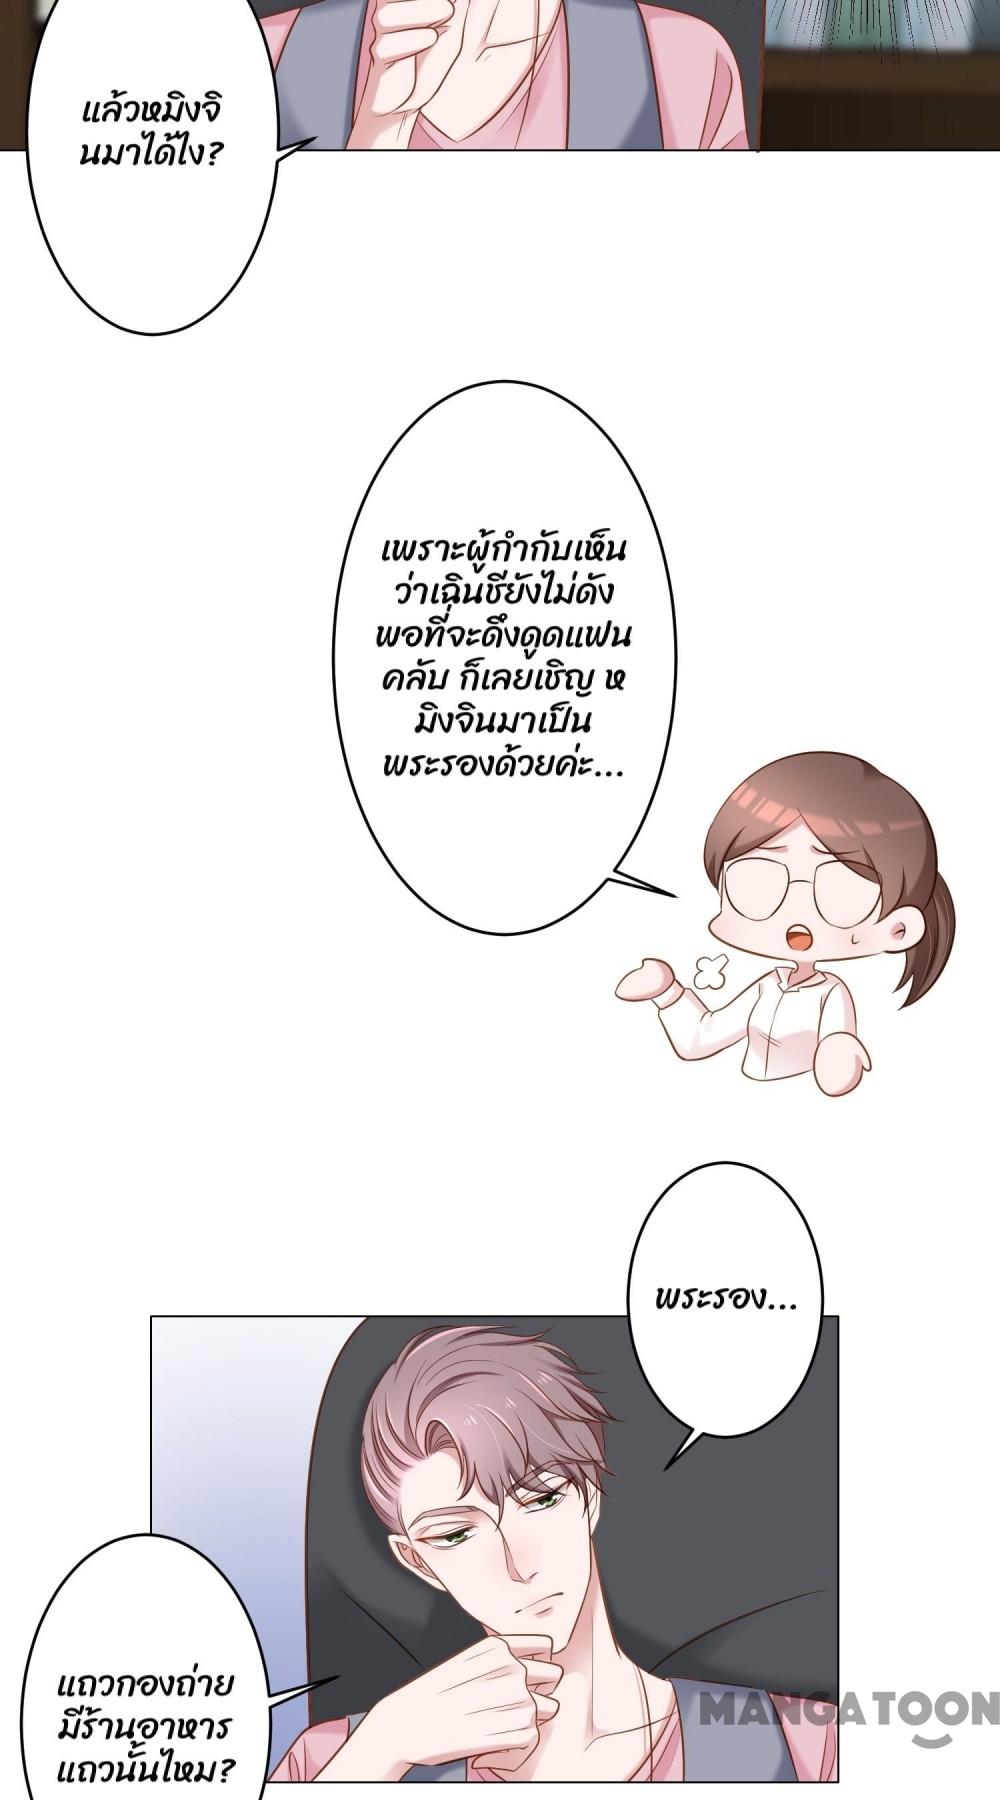 แล้วหมิงจิ
นมาได้ไง?
เพราะผู้กำกับเห็น
ว่าเฉินซียังไม่ดัง
พอที่จะดึงดูดแฟน
คลับ ก็เลยเชิญ ห
มิงจินมาเป็น
พระรองด้วยค่ะ...
พระรอง...
แถวกองถ่าย
มีร้านอาหาร
แถวนั้นไหม?
MANGATOON